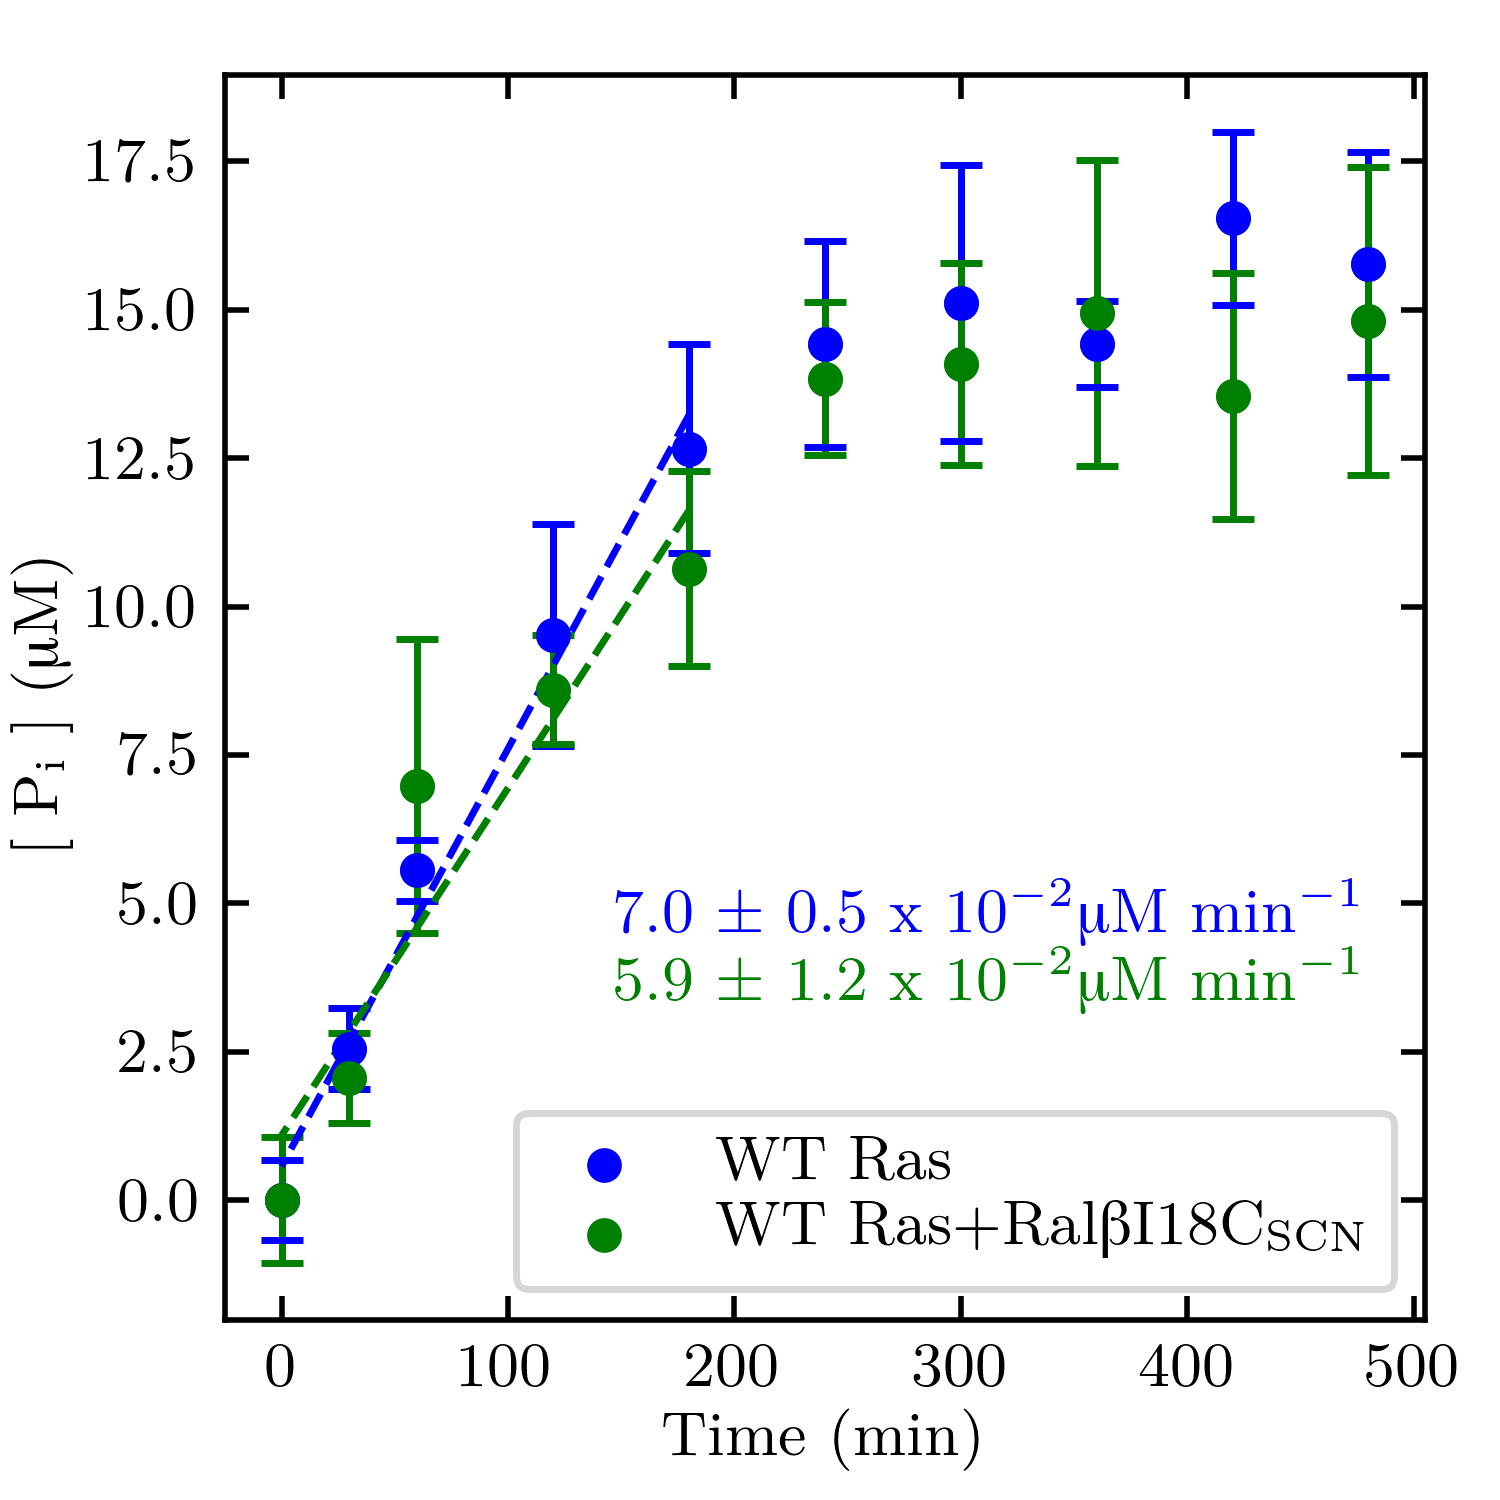 17.5
15.0
12.5
10.0
7.5
5.0
2.5
0.0
[ Pᵢ ] (μM)
7.0 ± 0.5 x 10⁻²μM min⁻¹
5.9 ± 1.2 x 10⁻²μM min⁻¹
WT Ras
WT Ras+RalβI18C_SCN
0 100 200 300 400 500
Time (min)